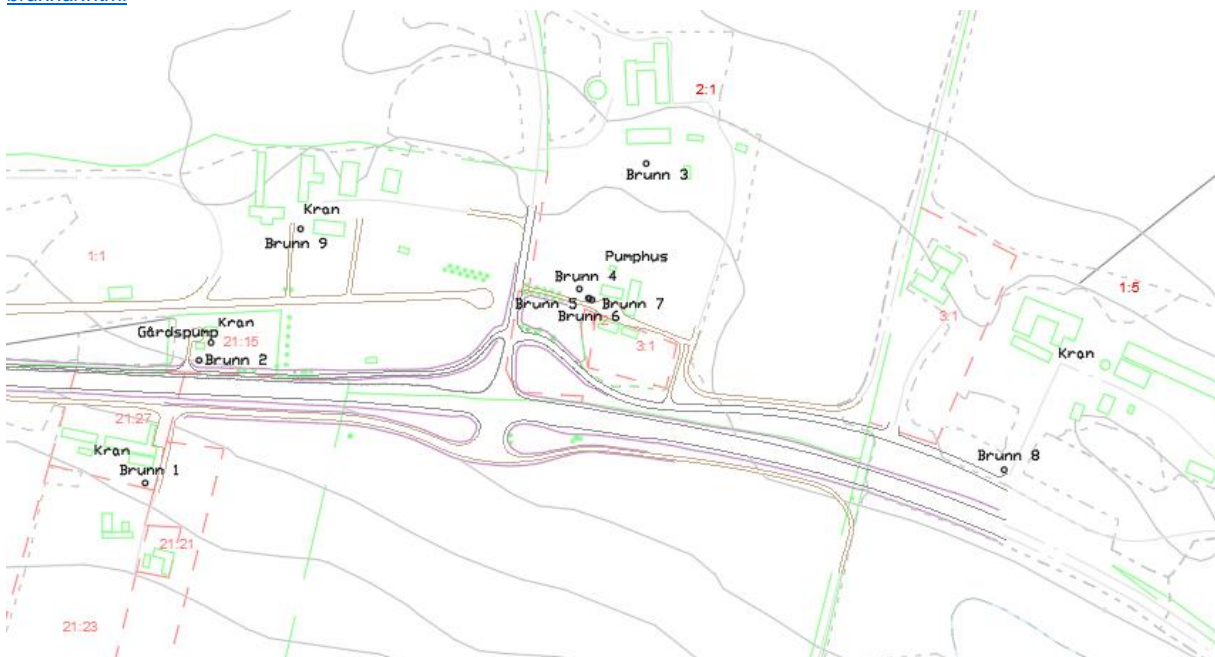 2:1
Brunn 3
Kran
Brunn 9
1:1
Pumphus
Brunn 4
Brunn 5
Brunn 7
Brunn 6
3:1
3:1
1:5
Kran
Kran
Gårdspump
21:15
Brunn 2
21:27
Kran
Brunn 1
Brunn 8
21:21
21:23